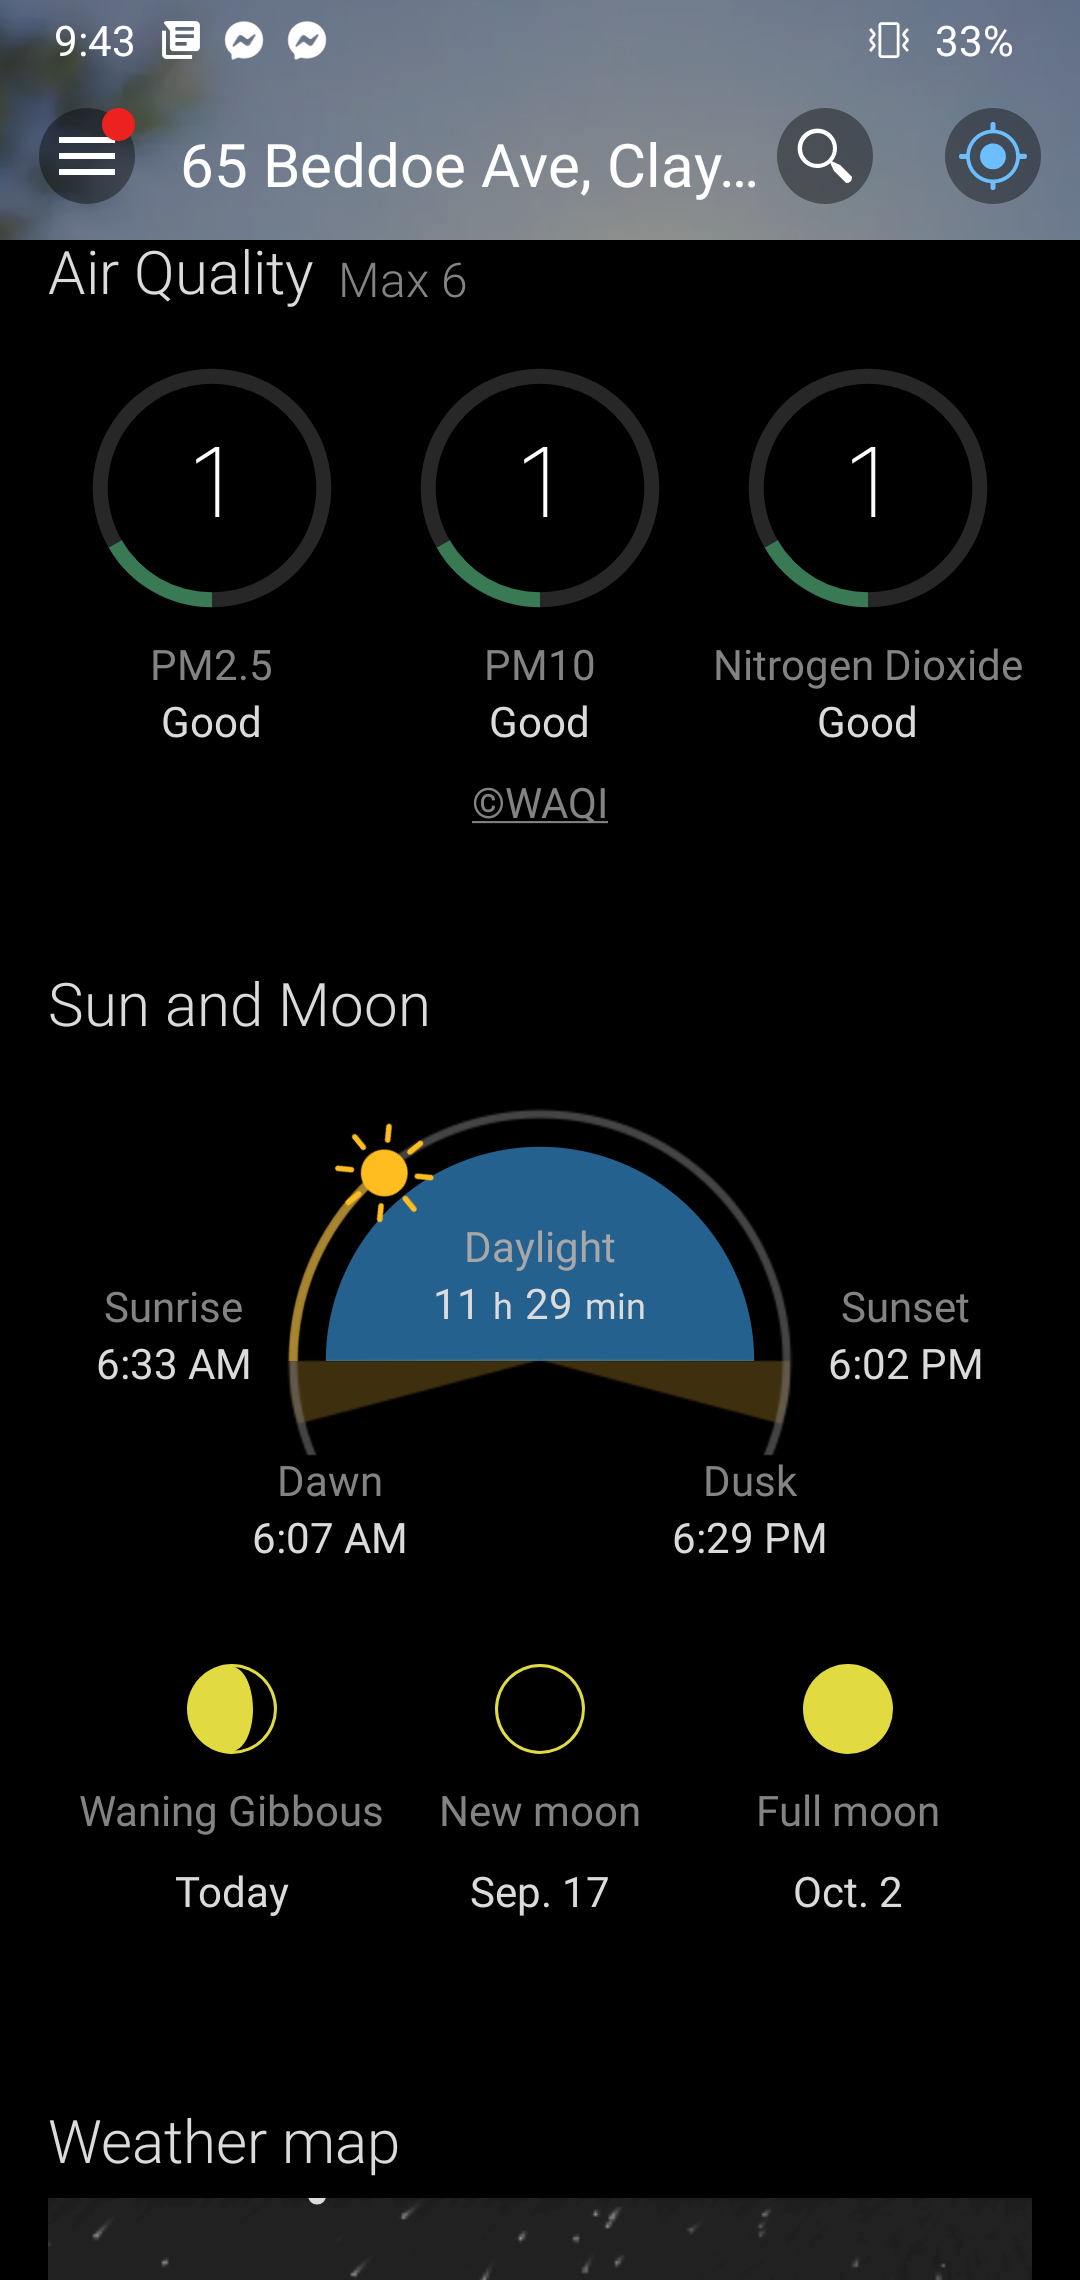 9:43 33%
65 Beddoe Ave, Clay...
Air Quality Max 6
1 1 1
PM2.5 PM10 Nitrogen Dioxide
Good Good Good
©WAQI
Sun and Moon
Daylight
11 h 29 min
Sunrise Sunset
6:33 AM 6:02 PM
Dawn Dusk
6:07 AM 6:29 PM
Waning Gibbous New moon Full moon
Today Sep. 17 Oct. 2
Weather map